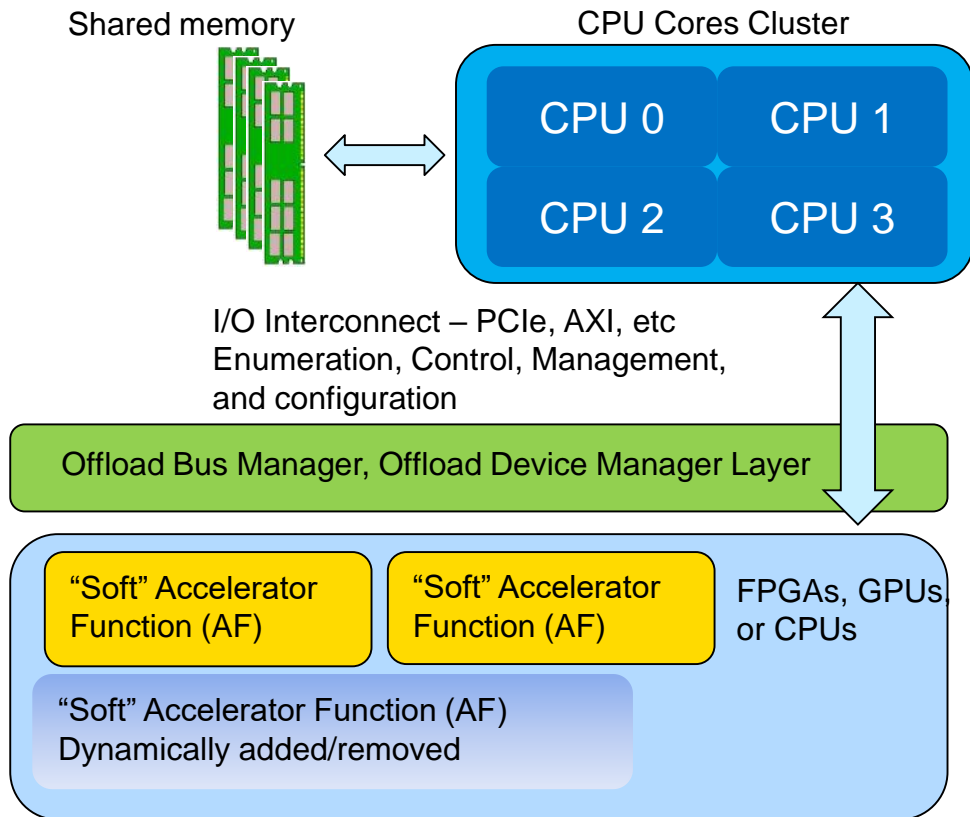 Shared memory
CPU Cores Cluster
CPU 0
CPU 1
CPU 2
CPU 3
I/O Interconnect – PCIe, AXI, etc
Enumeration, Control, Management,
and configuration
Offload Bus Manager, Offload Device Manager Layer
“Soft” Accelerator
Function (AF)
“Soft” Accelerator
Function (AF)
FPGAs, GPUs,
or CPUs
“Soft” Accelerator Function (AF)
Dynamically added/removed